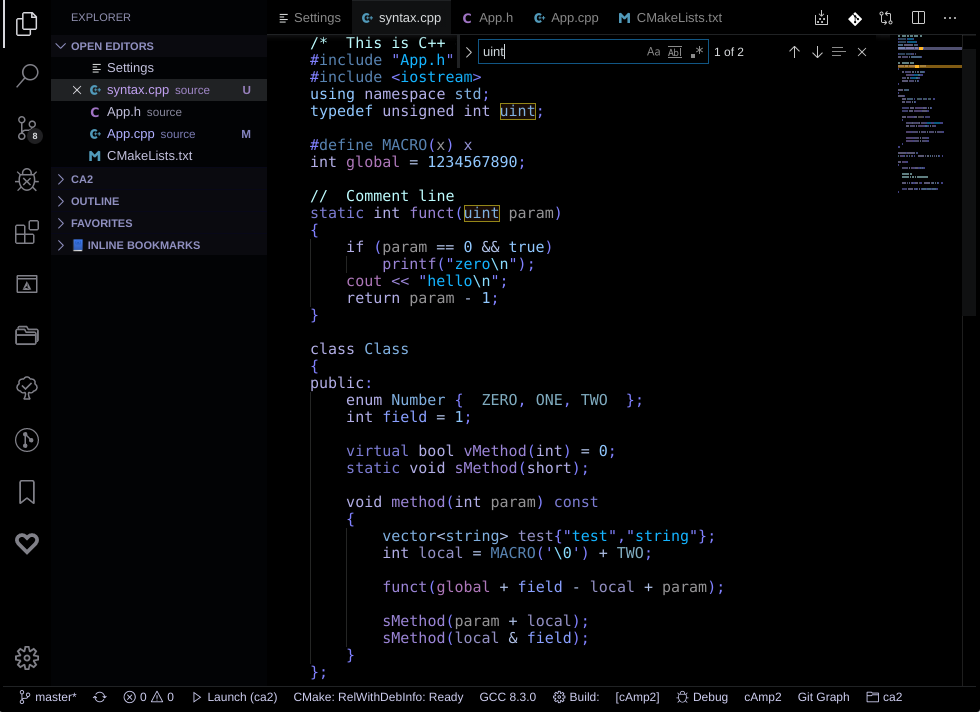 EXPLORER
OPEN EDITORS
Settings
syntax.cpp source U
App.h source
App.cpp source M
CMakeLists.txt
CA2
OUTLINE
FAVORITES
INLINE BOOKMARKS
8
Settings syntax.cpp App.h App.cpp CMakeLists.txt
uint Aa Abl .* 1 of 2
/*  This is C++
#include "App.h"
#include <iostream>
using namespace std;
typedef unsigned int uint;
#define MACRO(x) x
int global = 1234567890;
//  Comment line
static int funct(uint param)
{
    if (param == 0 && true)
        printf("zero\n");
    cout << "hello\n";
    return param - 1;
}
class Class
{
public:
    enum Number {  ZERO, ONE, TWO  };
    int field = 1;
    virtual bool vMethod(int) = 0;
    static void sMethod(short);
    void method(int param) const
    {
        vector<string> test{"test","string"};
        int local = MACRO('\0') + TWO;
        funct(global + field - local + param);
        sMethod(param + local);
        sMethod(local & field);
    }
};
master* 0 0 Launch (ca2) CMake: RelWithDebInfo: Ready GCC 8.3.0 Build: [cAmp2] Debug cAmp2 Git Graph ca2